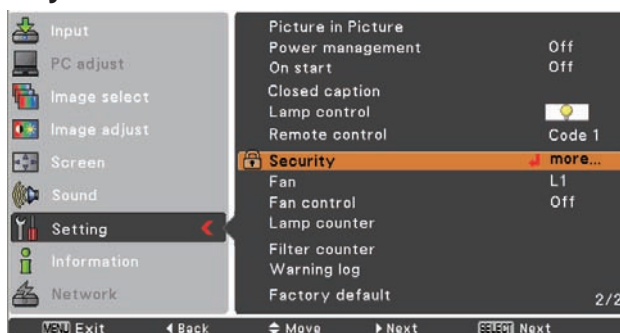 Input
PC adjust
Image select
Image adjust
Screen
Sound
Setting
Information
Network
Picture in Picture
Power management Off
On start Off
Closed caption
Lamp control
Remote control Code 1
Security more...
Fan L1
Fan control Off
Lamp counter
Filter counter
Warning log
Factory default 2/2
MENU Exit Back Move Next SELECT Next